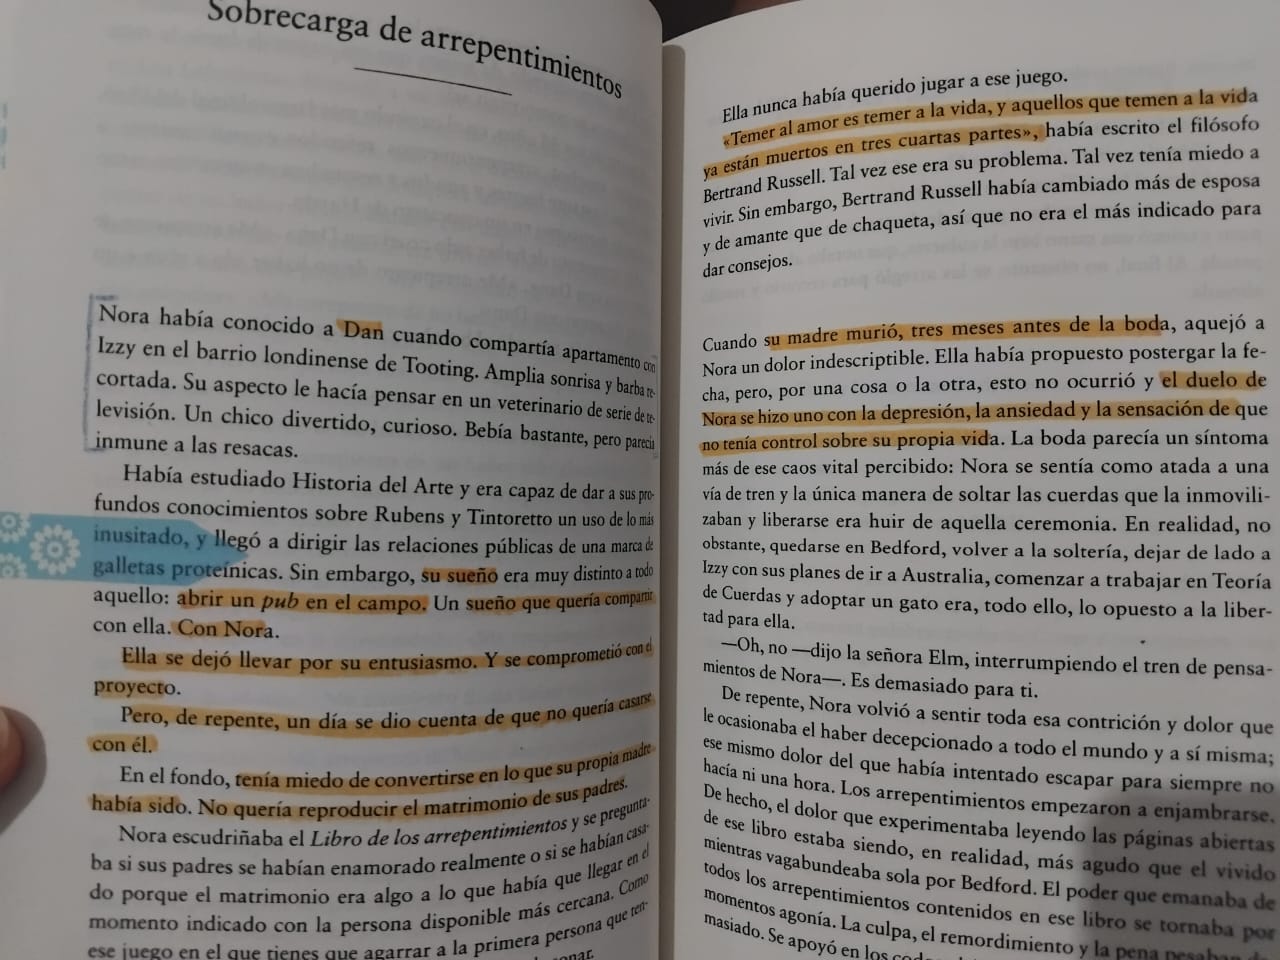 Sobrecarga de arrepentimientos
Nora había conocido a Dan cuando compartía apartamento con
Izzy en el barrio londinense de Tooting. Amplia sonrisa y barba re-
cortada. Su aspecto le hacía pensar en un veterinario de serie de te-
levisión. Un chico divertido, curioso. Bebía bastante, pero parecía
inmune a las resacas.
Había estudiado Historia del Arte y era capaz de dar a sus pro-
fundos conocimientos sobre Rubens y Tintoretto un uso de lo más
inusitado, y llegó a dirigir las relaciones públicas de una marca de
galletas proteínicas. Sin embargo, su sueño era muy distinto a todo
aquello: abrir un pub en el campo. Un sueño que quería compartir
con ella. Con Nora.
Ella se dejó llevar por su entusiasmo. Y se comprometió con el
proyecto.
Pero, de repente, un día se dio cuenta de que no quería casarse
con él.
En el fondo, tenía miedo de convertirse en lo que su propia madre
había sido. No quería reproducir el matrimonio de sus padres.
Nora escudriñaba el Libro de los arrepentimientos y se pregunta-
ba si sus padres se habían enamorado realmente o si se habían casa-
do porque el matrimonio era algo a lo que había que llegar en el
momento indicado con la persona disponible más cercana. Como
ese juego en el que tienes que agarrar a la primera persona que ten-
Ella nunca había querido jugar a ese juego.
«Temer al amor es temer a la vida, y aquellos que temen a la vida
ya están muertos en tres cuartas partes», había escrito el filósofo
Bertrand Russell. Tal vez ese era su problema. Tal vez tenía miedo a
vivir. Sin embargo, Bertrand Russell había cambiado más de esposa
y de amante que de chaqueta, así que no era el más indicado para
dar consejos.
Cuando su madre murió, tres meses antes de la boda, aquejó a
Nora un dolor indescriptible. Ella había propuesto postergar la fe-
cha, pero, por una cosa o la otra, esto no ocurrió y el duelo de
Nora se hizo uno con la depresión, la ansiedad y la sensación de que
no tenía control sobre su propia vida. La boda parecía un síntoma
más de ese caos vital percibido: Nora se sentía como atada a una
vía de tren y la única manera de soltar las cuerdas que la inmovili-
zaban y liberarse era huir de aquella ceremonia. En realidad, no
obstante, quedarse en Bedford, volver a la soltería, dejar de lado a
Izzy con sus planes de ir a Australia, comenzar a trabajar en Teoría
de Cuerdas y adoptar un gato era, todo ello, lo opuesto a la liber-
tad para ella.
—Oh, no —dijo la señora Elm, interrumpiendo el tren de pensa-
mientos de Nora—. Es demasiado para ti.
De repente, Nora volvió a sentir toda esa contrición y dolor que
le ocasionaba el haber decepcionado a todo el mundo y a sí misma;
ese mismo dolor del que había intentado escapar para siempre no
hacía ni una hora. Los arrepentimientos empezaron a enjambrarse.
De hecho, el dolor que experimentaba leyendo las páginas abiertas
de ese libro estaba siendo, en realidad, más agudo que el vivido
mientras vagabundeaba sola por Bedford. El poder que emanaba de
todos los arrepentimientos contenidos en ese libro se tornaba por
momentos agonía. La culpa, el remordimiento y la pena pesaban
masiado. Se apoyó en los